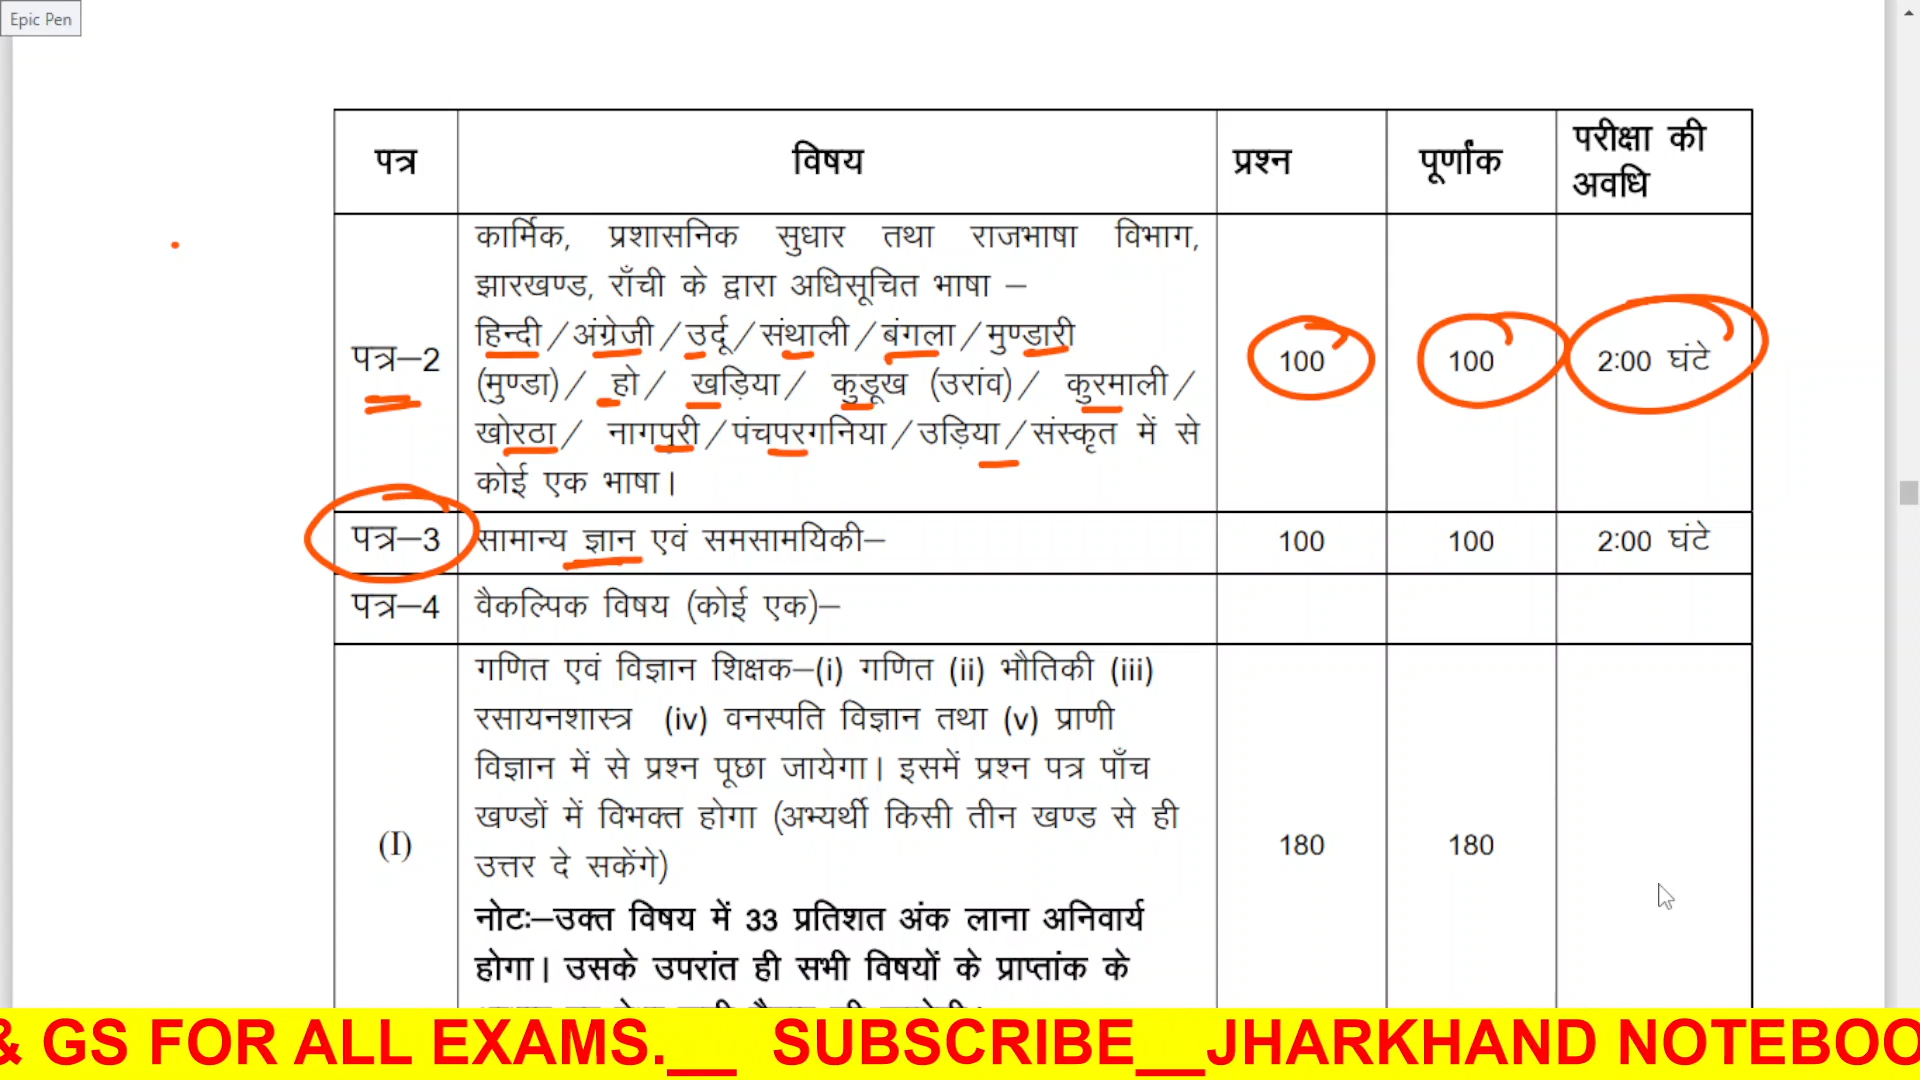 Epic Pen
पत्र
विषय
प्रश्न
पूर्णांक
परीक्षा की
अवधि
पत्र–2
कार्मिक, प्रशासनिक सुधार तथा राजभाषा विभाग,
झारखण्ड, राँची के द्वारा अधिसूचित भाषा –
हिन्दी/अंग्रेजी/उर्दू/संथाली/बंगला/मुण्डारी
(मुण्डा)/ हो/ खड़िया/ कुडूख (उरांव)/ कुरमाली/
खोरठा/ नागपुरी/पंचपरगनिया/उड़िया/संस्कृत में से
कोई एक भाषा।
100
100
2:00 घंटे
पत्र–3
सामान्य ज्ञान एवं समसामयिकी–
100
100
2:00 घंटे
पत्र–4
वैकल्पिक विषय (कोई एक)–
(I)
गणित एवं विज्ञान शिक्षक–(i) गणित (ii) भौतिकी (iii)
रसायनशास्त्र (iv) वनस्पति विज्ञान तथा (v) प्राणी
विज्ञान में से प्रश्न पूछा जायेगा। इसमें प्रश्न पत्र पाँच
खण्डों में विभक्त होगा (अभ्यर्थी किसी तीन खण्ड से ही
उत्तर दे सकेंगे)
नोटः–उक्त विषय में 33 प्रतिशत अंक लाना अनिवार्य
होगा। उसके उपरांत ही सभी विषयों के प्राप्तांक के
180
180
& GS FOR ALL EXAMS.__ SUBSCRIBE__JHARKHAND NOTEBOO